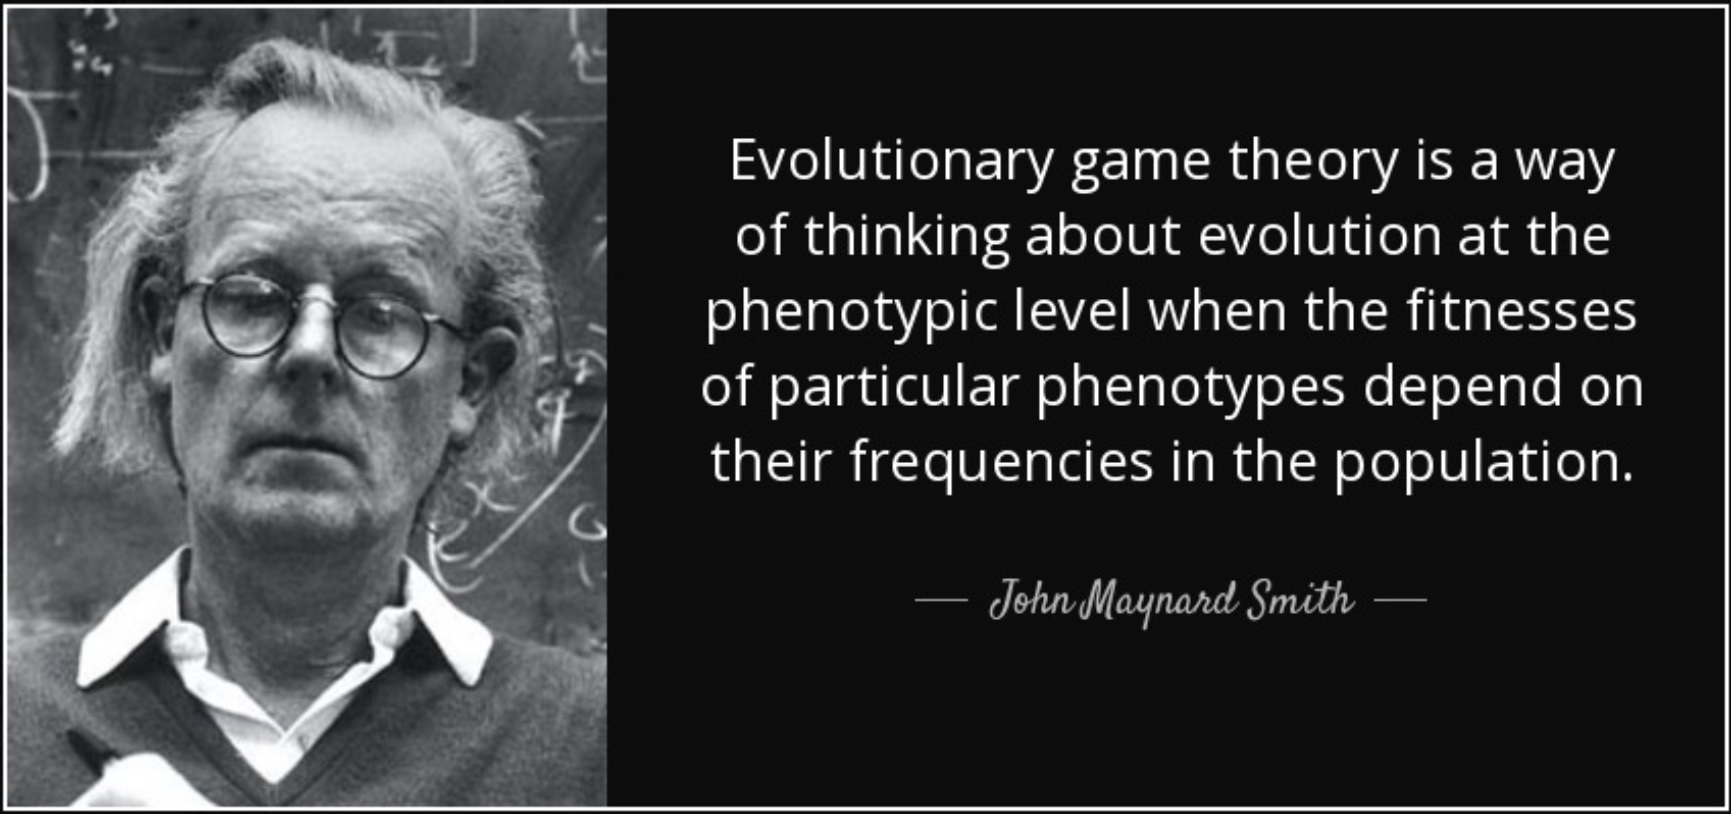 Evolutionary game theory is a way
of thinking about evolution at the
phenotypic level when the fitnesses
of particular phenotypes depend on
their frequencies in the population.
John Maynard Smith